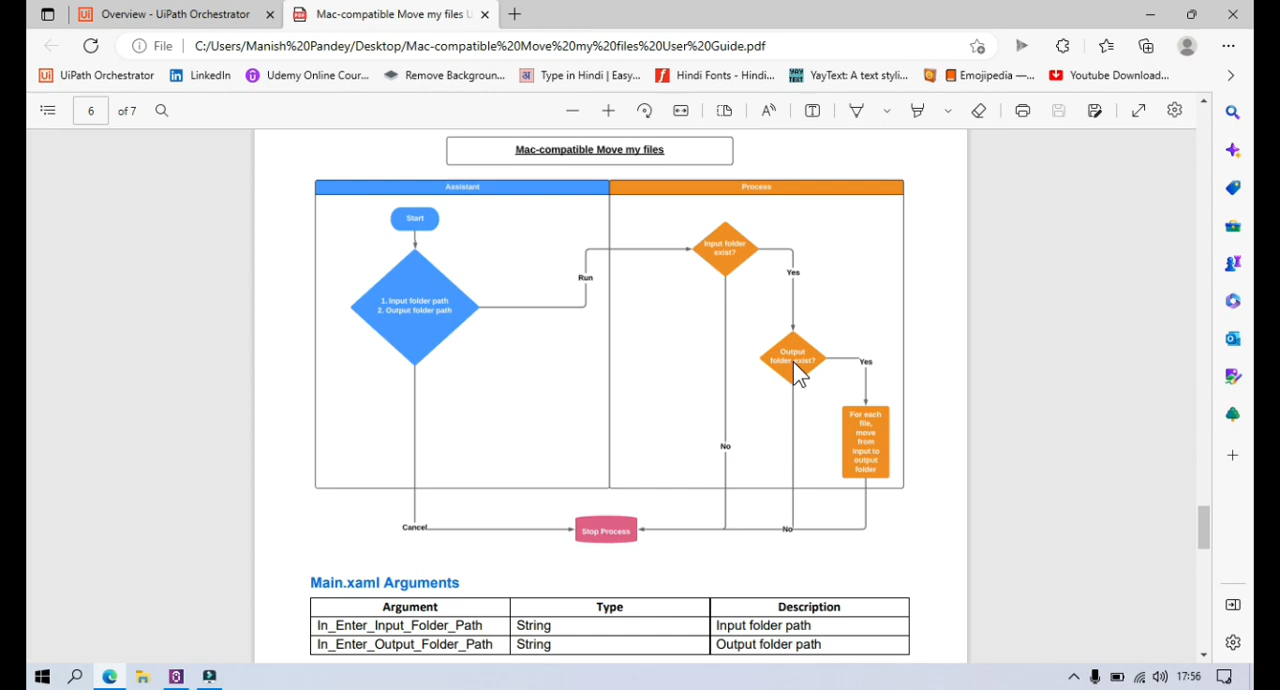 Overview - UiPath Orchestrator
Mac-compatible Move my files U
File C:/Users/Manish%20Pandey/Desktop/Mac-compatible%20Move%20my%20files%20User%20Guide.pdf
UiPath Orchestrator LinkedIn Udemy Online Cour... Remove Backgroun... Type in Hindi | Easy... Hindi Fonts - Hindi... YayText: A text styli... Emojipedia —... Youtube Download...
6 of 7
Mac-compatible Move my files
Assistant
Process
Start
Input folder
exist?
Yes
Run
1. Input folder path
2. Output folder path
Output
folder exist?
Yes
For each
file,
move
from
input to
output
folder
No
Cancel
Stop Process
No
Main.xaml Arguments
Argument Type Description
In_Enter_Input_Folder_Path String Input folder path
In_Enter_Output_Folder_Path String Output folder path
17:56